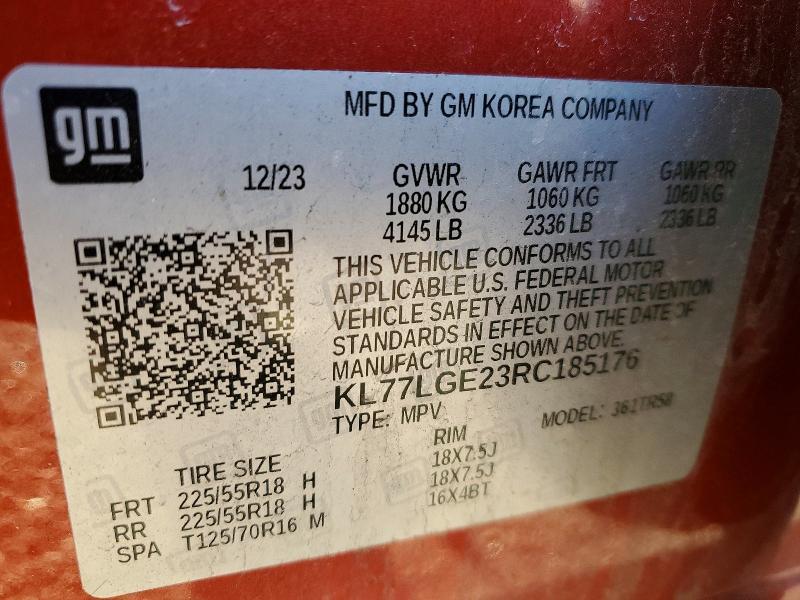 gm
MFD BY GM KOREA COMPANY
12/23 GVWR GAWR FRT GAWR RR
1880 KG 1060 KG 1060 KG
4145 LB 2336 LB 2336 LB
THIS VEHICLE CONFORMS TO ALL
APPLICABLE U.S. FEDERAL MOTOR
VEHICLE SAFETY AND THEFT PREVENTION
STANDARDS IN EFFECT ON THE DATE OF
MANUFACTURE SHOWN ABOVE.
KL77LGE23RC185176
TYPE: MPV MODEL: 361TR58
TIRE SIZE RIM
FRT 225/55R18 H 18X7.5J
RR 225/55R18 H 18X7.5J
SPA T125/70R16 M 16X4BT